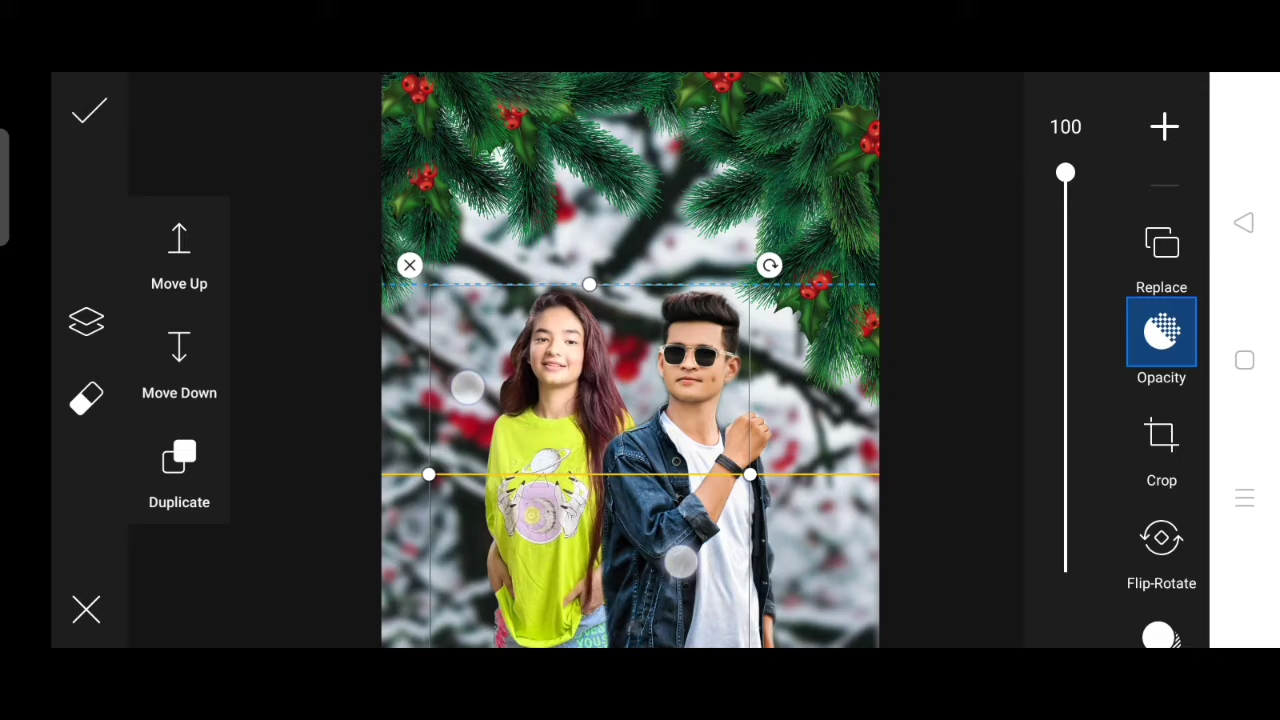 100
Move Up
Replace
Opacity
Move Down
Crop
Duplicate
Flip-Rotate